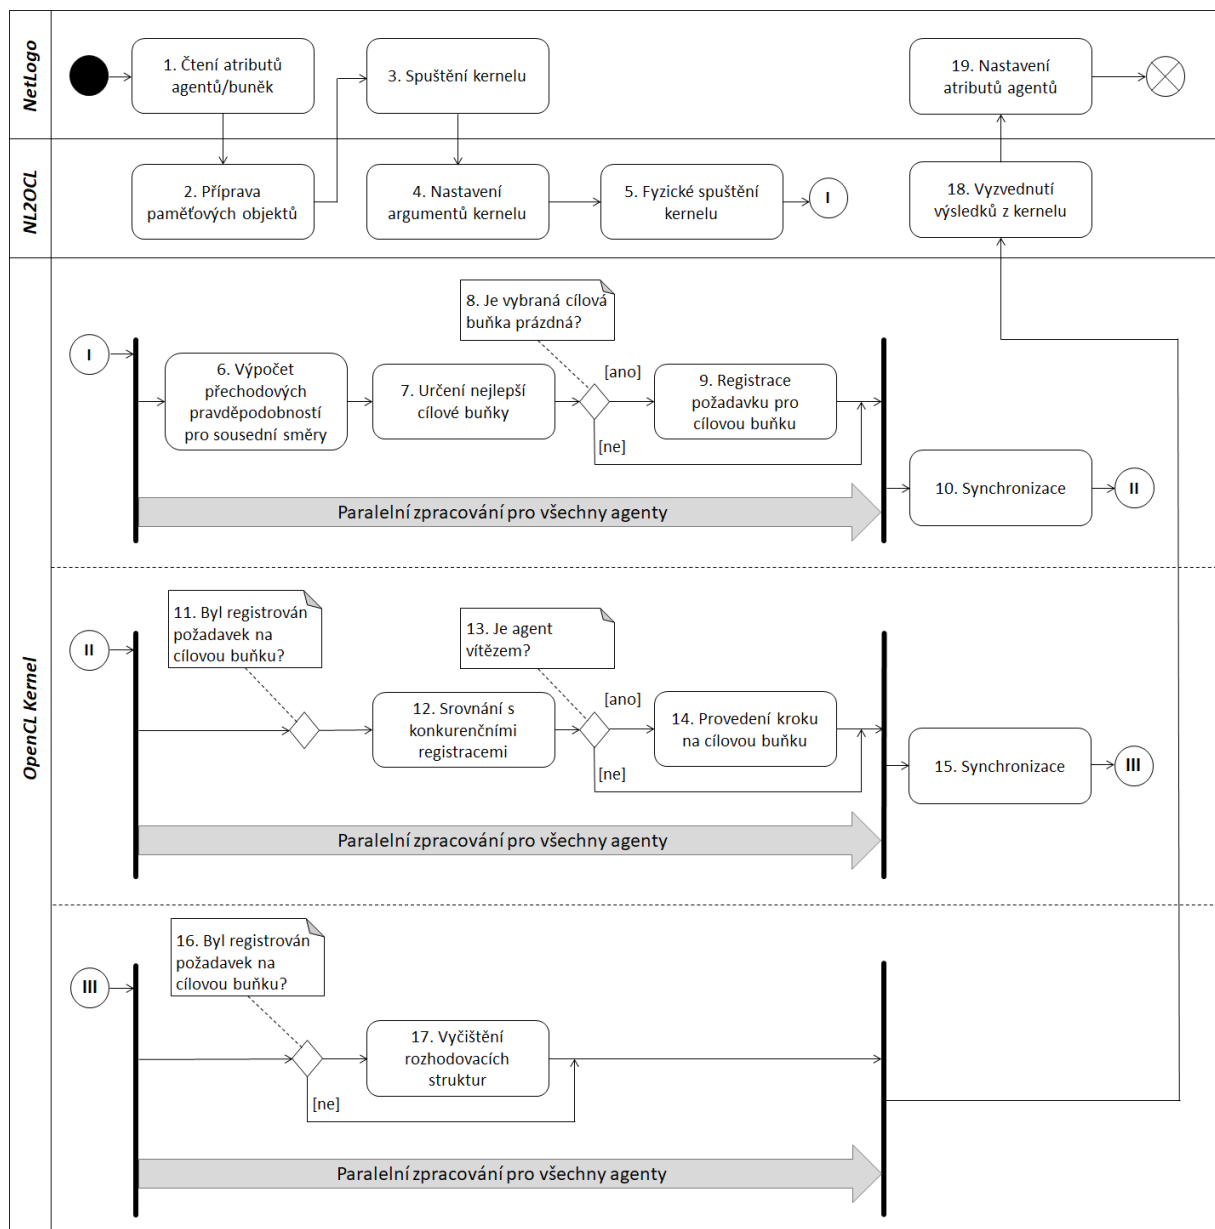 NetLogo
1. Čtení atributů
agentů/buněk
3. Spuštění kernelu
19. Nastavení
atributů agentů
NL2OCL
2. Příprava
paměťových objektů
4. Nastavení
argumentů kernelu
5. Fyzické spuštění
kernelu
I
18. Vyzvednutí
výsledků z kernelu
OpenCL Kernel
I
6. Výpočet
přechodových
pravděpodobností
pro sousední směry
7. Určení nejlepší
cílové buňky
8. Je vybraná cílová
buňka prázdná?
[ano]
[ne]
9. Registrace
požadavku pro
cílovou buňku
10. Synchronizace
II
Paralelní zpracování pro všechny agenty
II
11. Byl registrován
požadavek na
cílovou buňku?
12. Srovnání s
konkurenčními
registracemi
13. Je agent
vítězem?
[ano]
[ne]
14. Provedení kroku
na cílovou buňku
15. Synchronizace
III
Paralelní zpracování pro všechny agenty
III
16. Byl registrován
požadavek na
cílovou buňku?
17. Vyčištění
rozhodovacích
struktur
[ne]
Paralelní zpracování pro všechny agenty